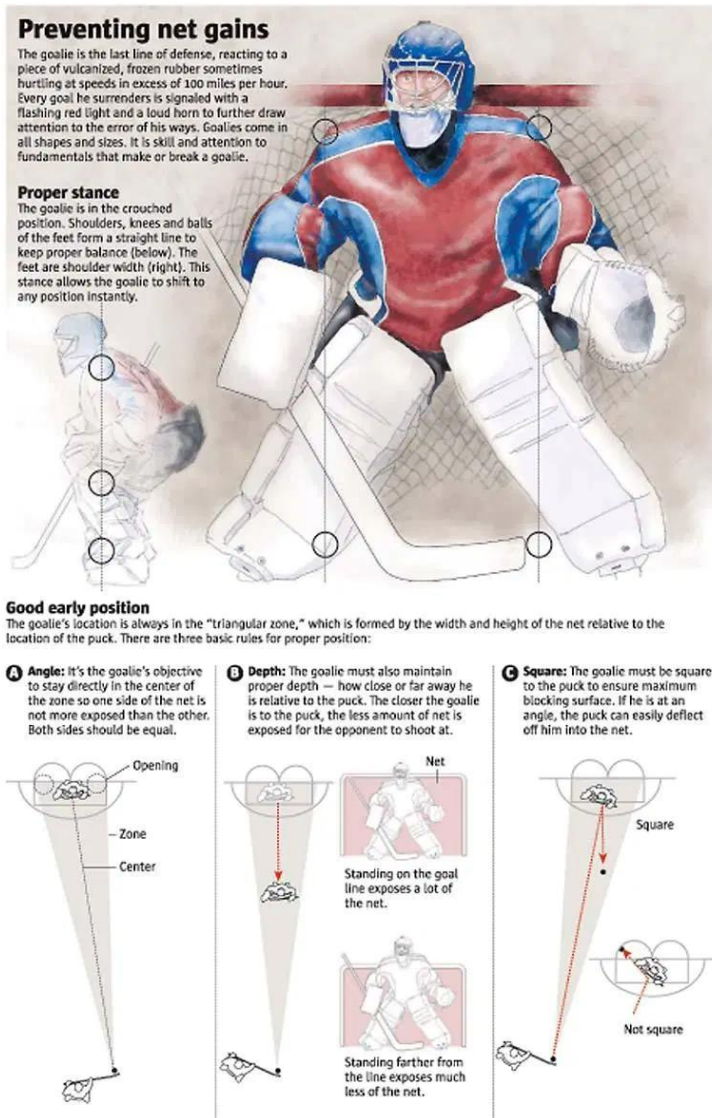 Preventing net gains
The goalie is the last line of defense, reacting to a
piece of vulcanized, frozen rubber sometimes
hurtling at speeds in excess of 100 miles per hour.
Every goal he surrenders is signaled with a
flashing red light and a loud horn to further draw
attention to the error of his ways. Goalies come in
all shapes and sizes. It is skill and attention to
fundamentals that make or break a goalie.
Proper stance
The goalie is in the crouched
position. Shoulders, knees and balls
of the feet form a straight line to
keep proper balance (below). The
feet are shoulder width (right). This
stance allows the goalie to shift to
any position instantly.
Good early position
The goalie's location is always in the "triangular zone," which is formed by the width and height of the net relative to the
location of the puck. There are three basic rules for proper position:
A Angle: It's the goalie's objective
to stay directly in the center of
the zone so one side of the net is
not more exposed than the other.
Both sides should be equal.
Opening
Zone
Center
B Depth: The goalie must also maintain
proper depth — how close or far away he
is relative to the puck. The closer the goalie
is to the puck, the less amount of net is
exposed for the opponent to shoot at.
Net
Standing on the goal
line exposes a lot of
the net.
Standing farther from
the line exposes much
less of the net.
C Square: The goalie must be square
to the puck to ensure maximum
blocking surface. If he is at an
angle, the puck can easily deflect
off him into the net.
Square
Not square